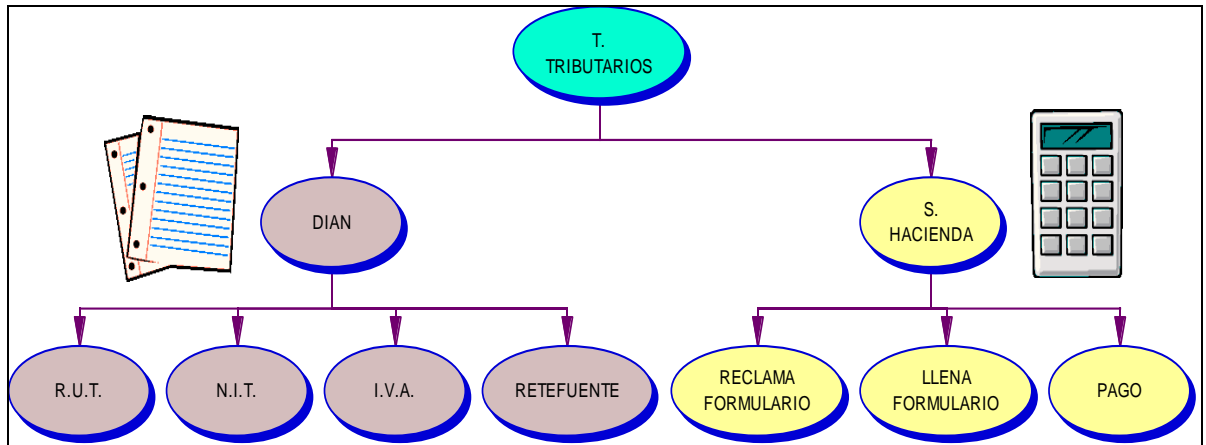 T.
TRIBUTARIOS
DIAN
S.
HACIENDA
R.U.T.
N.I.T.
I.V.A.
RETEFUENTE
RECLAMA
FORMULARIO
LLENA
FORMULARIO
PAGO